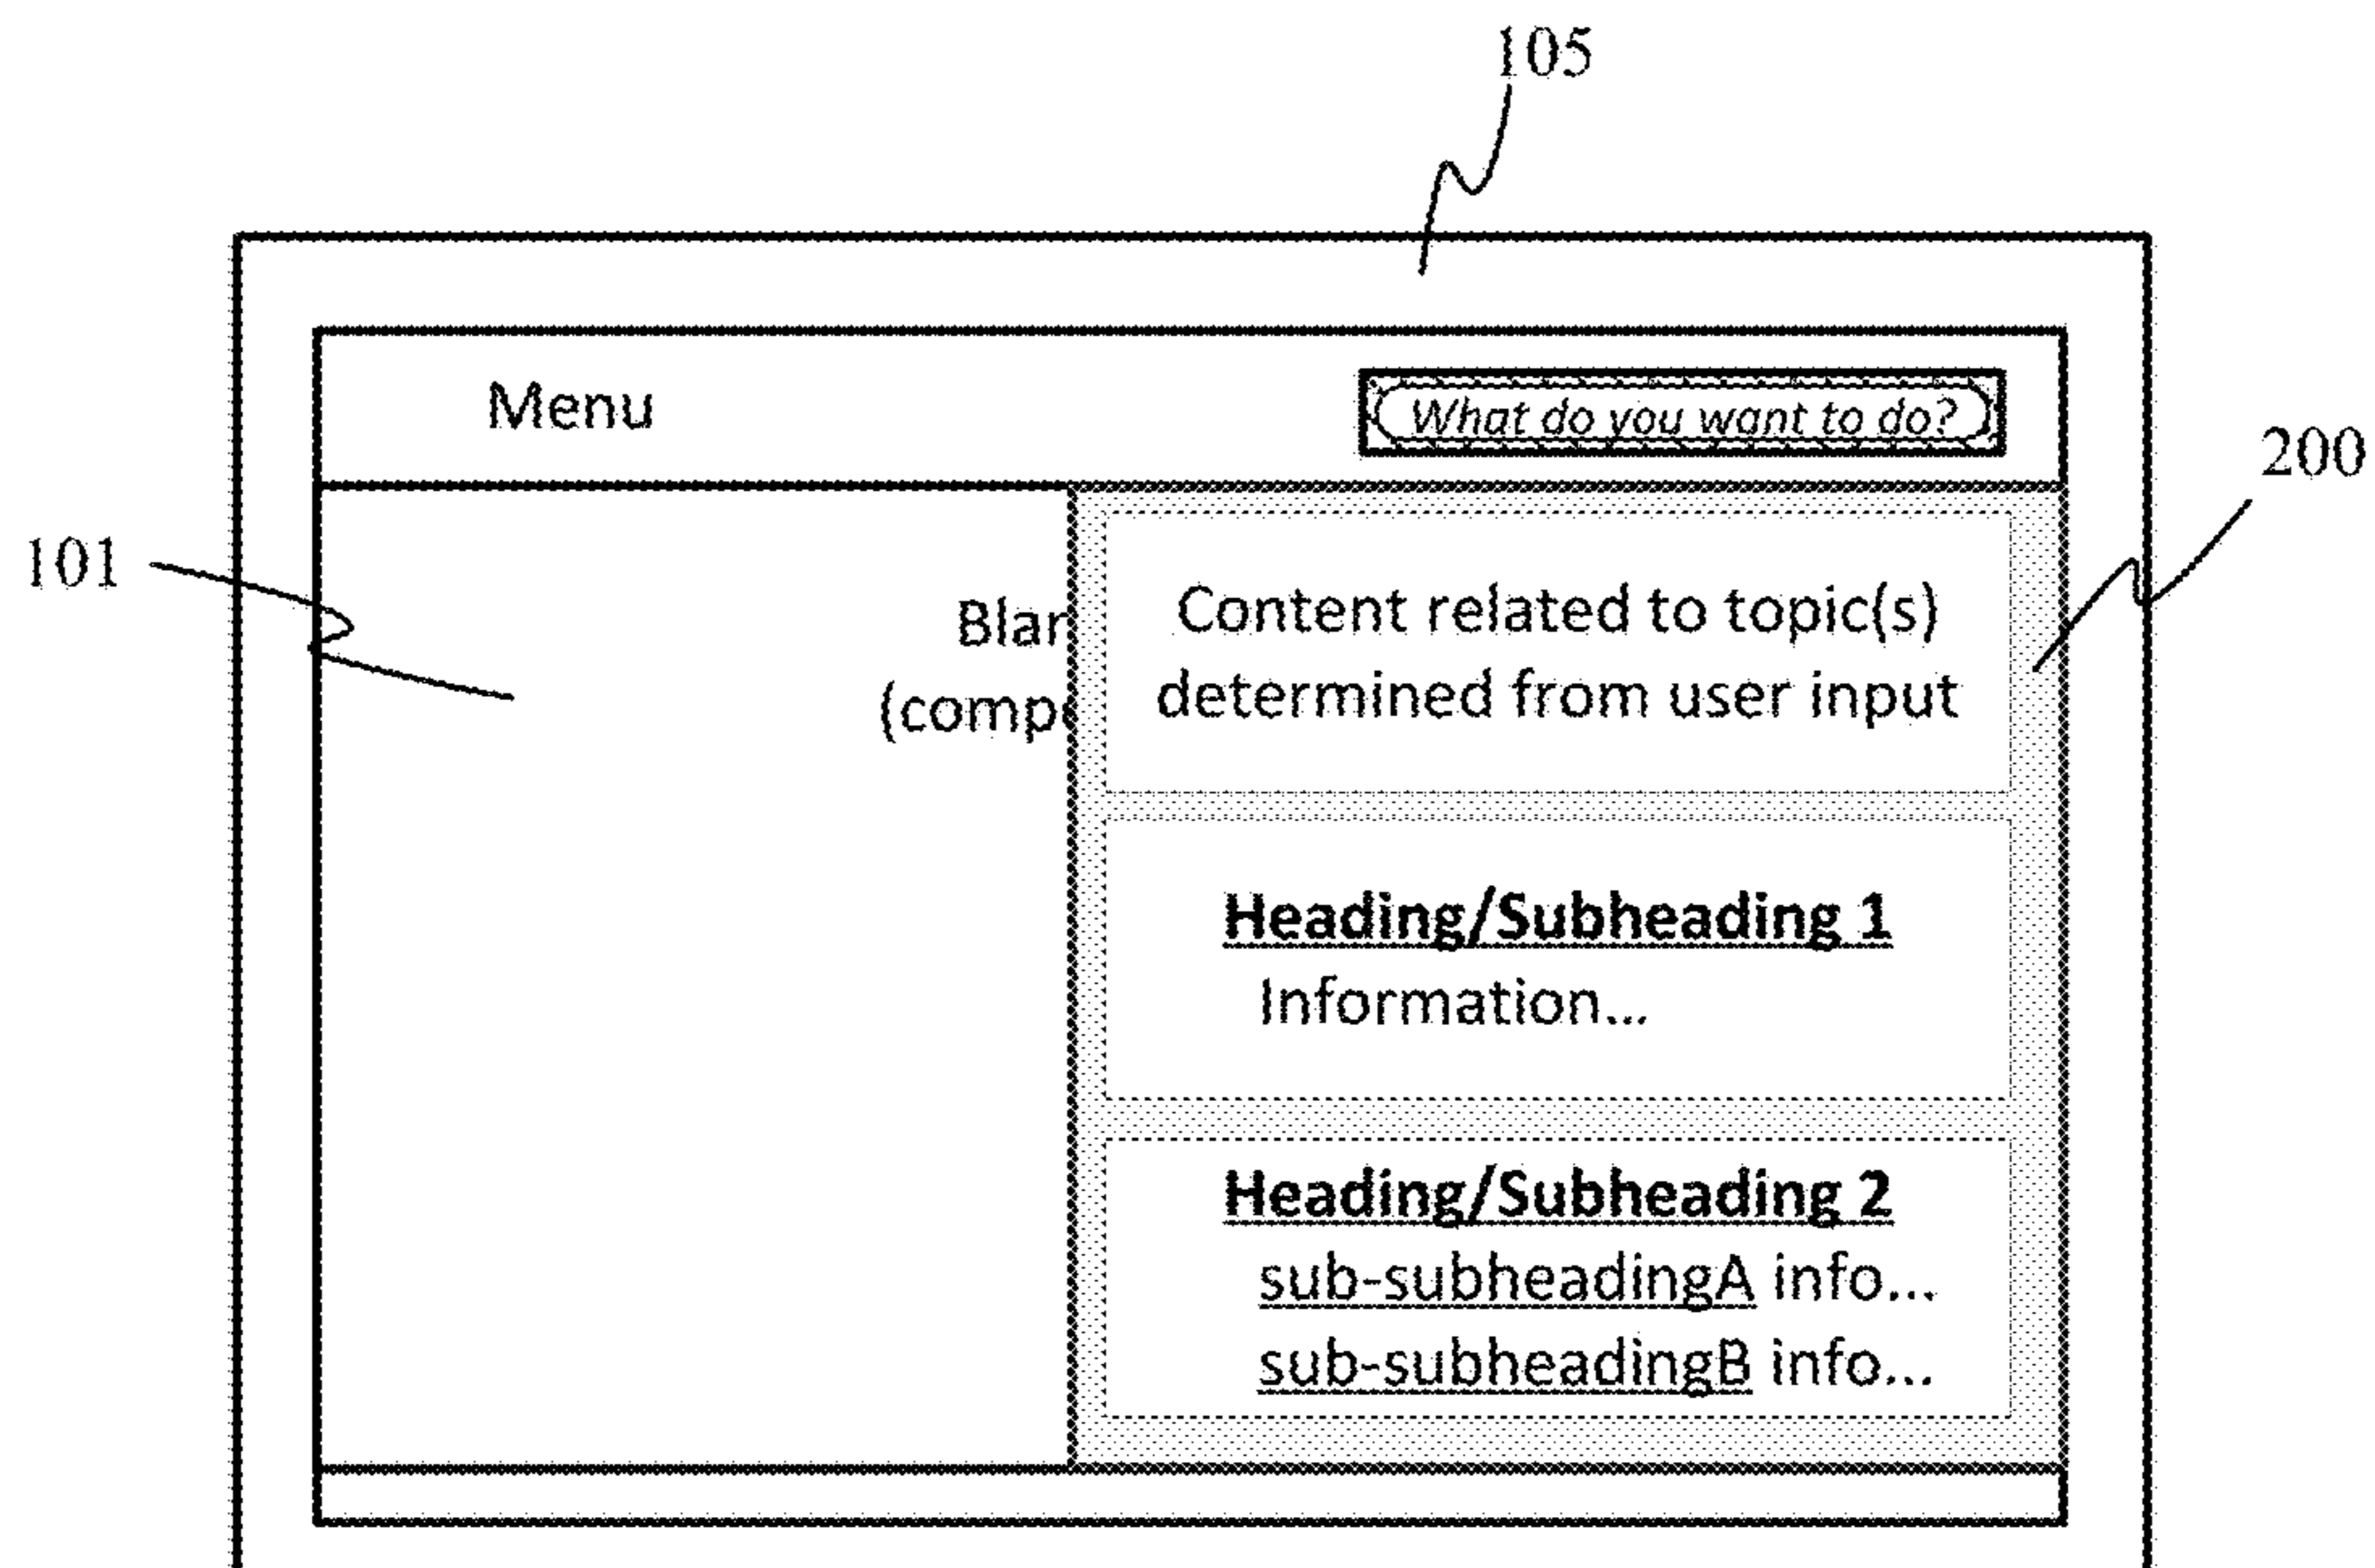 105
Menu
What do you want to do?
200
101
Blan
(comp
Content related to topic(s)
determined from user input
Heading/Subheading 1
Information...
Heading/Subheading 2
sub-subheadingA info...
sub-subheadingB info...